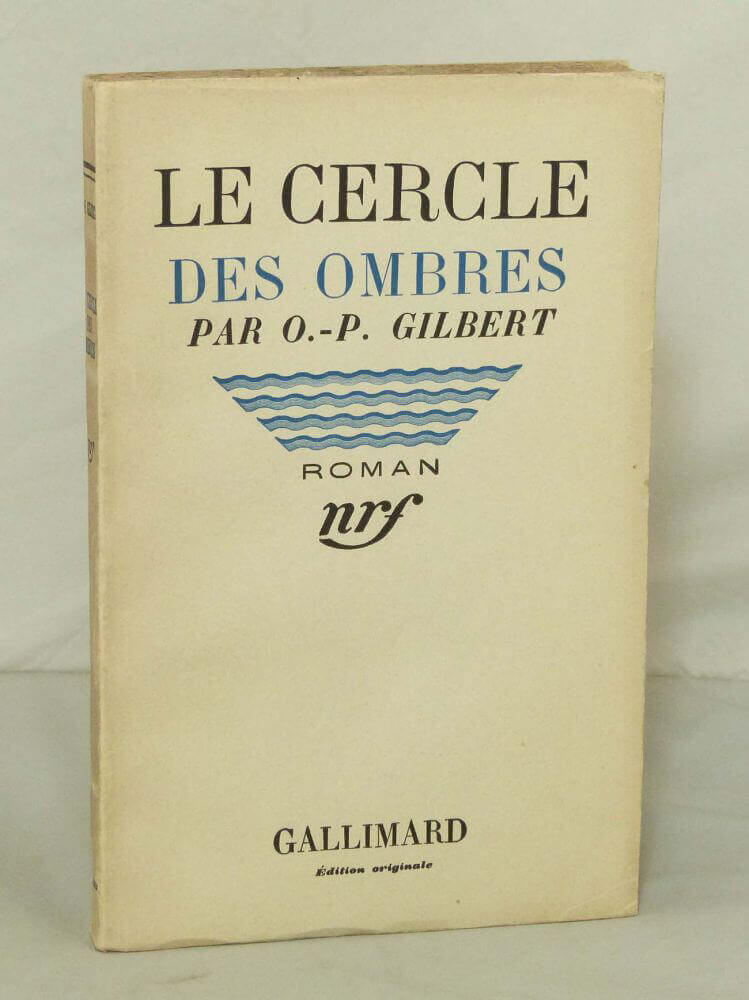 LE CERCLE
DES OMBRES
PAR O.-P. GILBERT
ROMAN
nrf
GALLIMARD
Édition originale